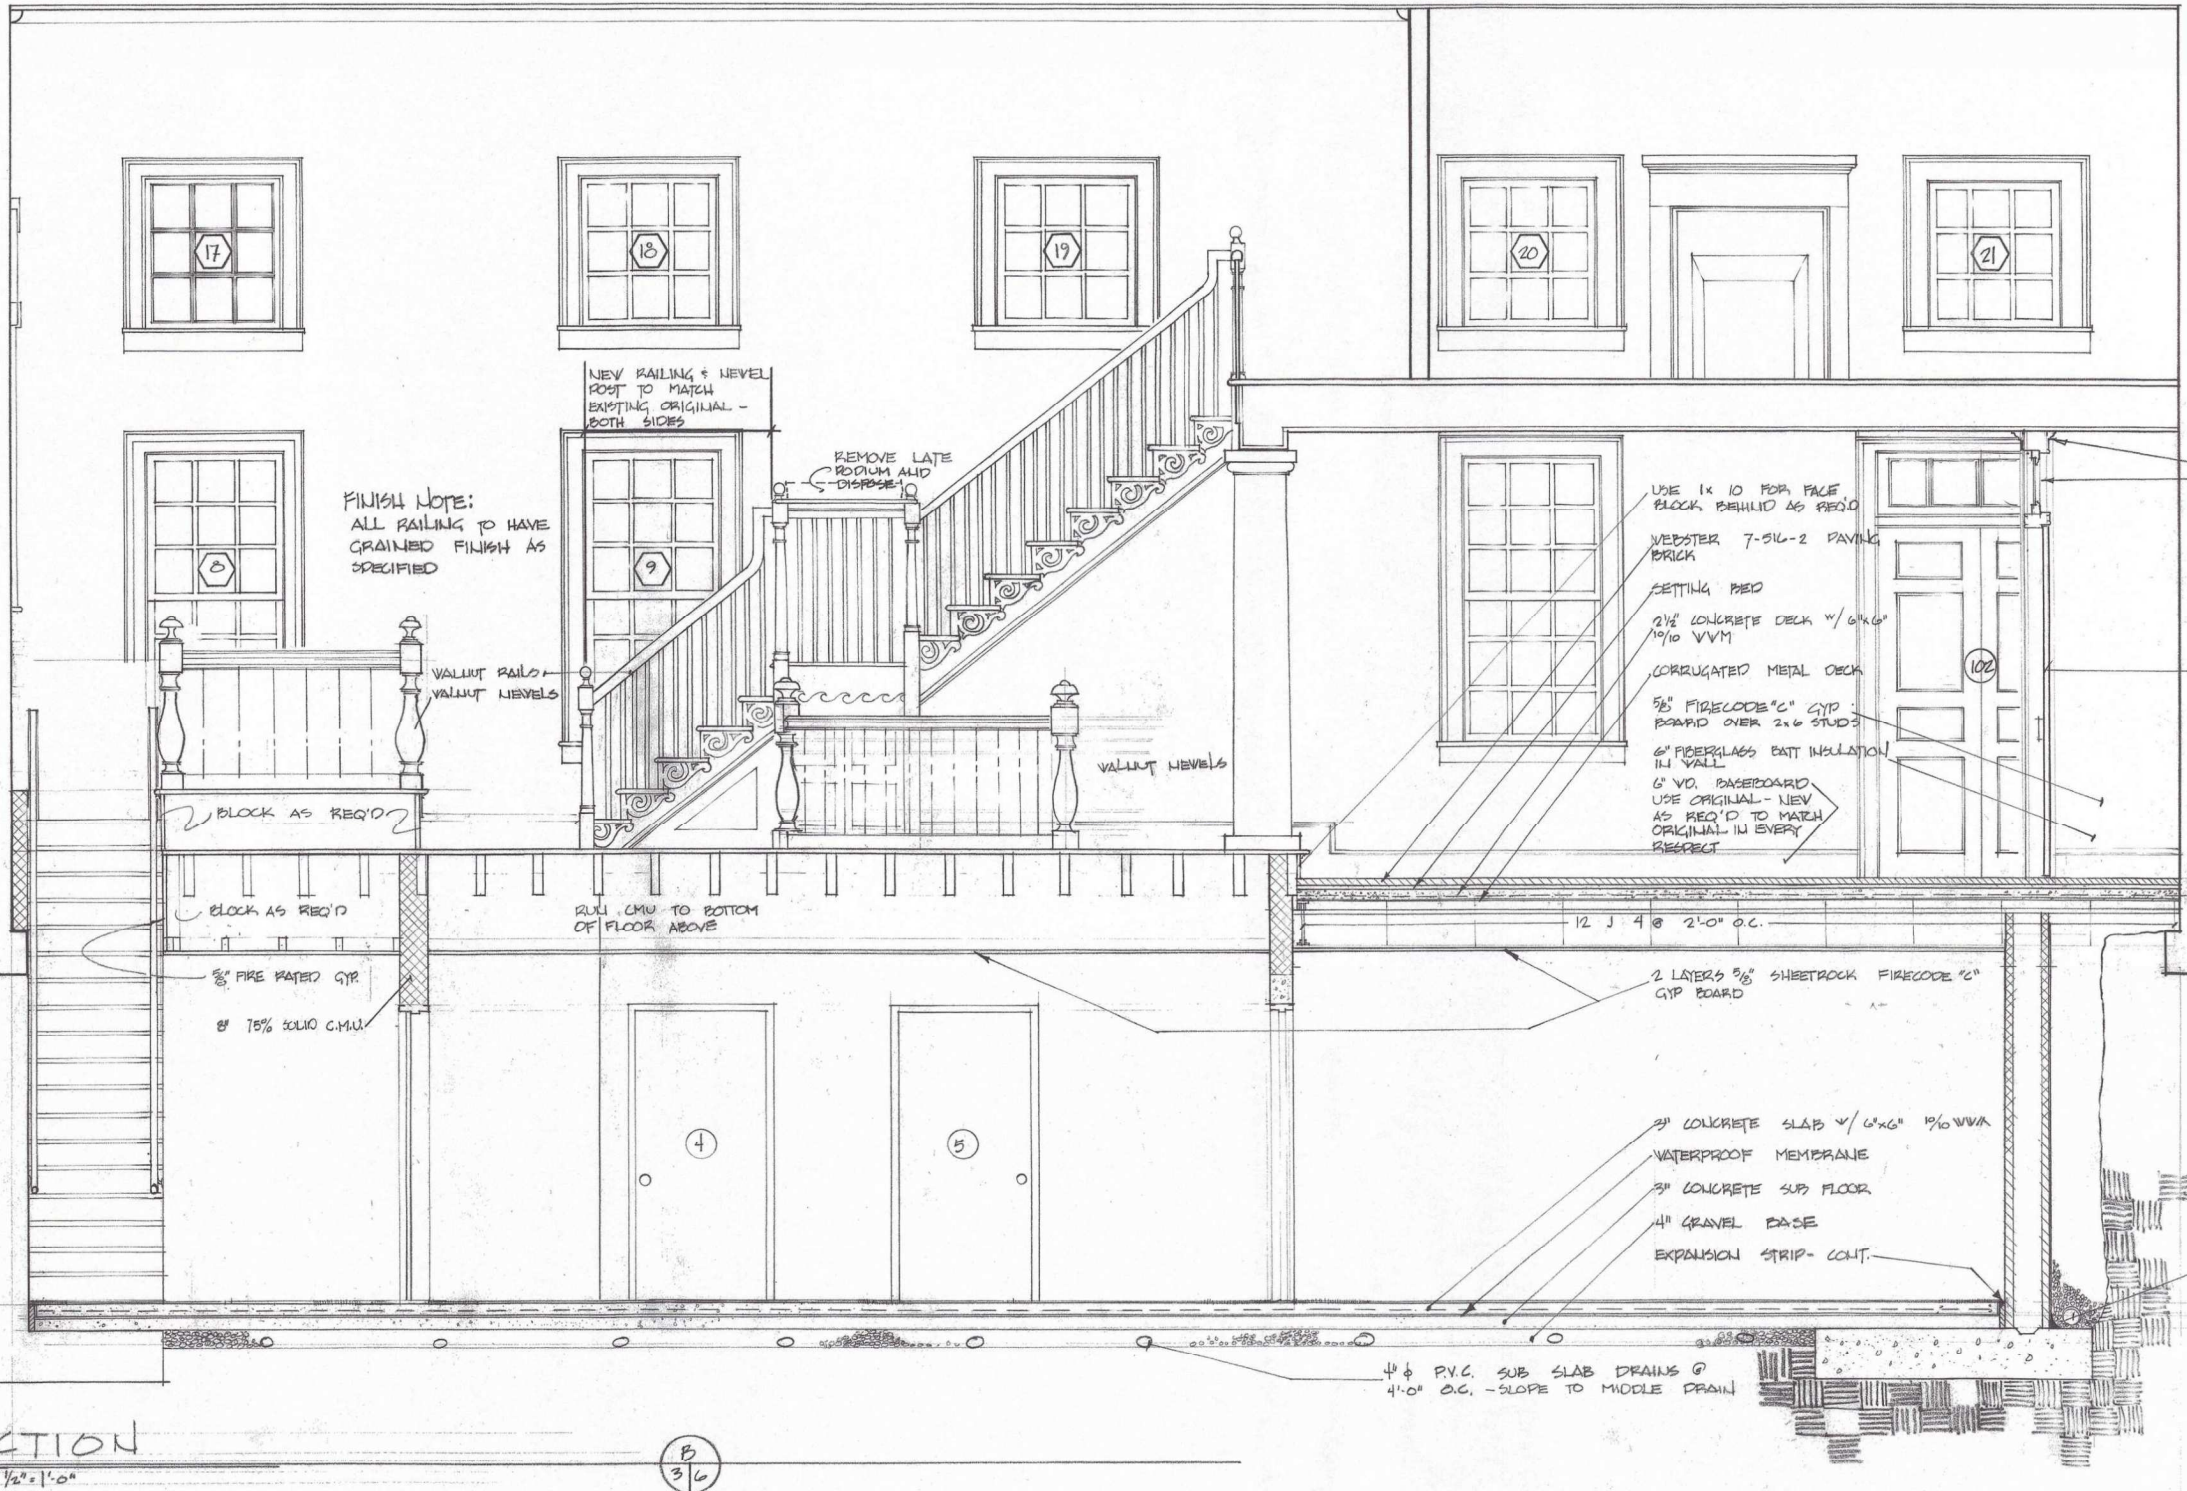 17
18
19
20
21
NEW RAILING & NEWEL
POST TO MATCH
EXISTING ORIGINAL -
BOTH SIDES
REMOVE LATE
PODIUM AND
DISPOSE
FINISH NOTE:
ALL RAILING TO HAVE
GRAINED FINISH AS
SPECIFIED
8
9
WALNUT RAILS
WALNUT NEWELS
WALNUT NEWELS
BLOCK AS REQ'D
USE 1x 10 FOR FACE
BLOCK BEHIND AS REQ'D
WEBSTER 7-516-2 PAVING
BRICK
SETTING BED
2½" CONCRETE DECK W/ 6"x6"
10/10 WWM
CORRUGATED METAL DECK
5/8" FIRECODE "C" GYP
BOARD OVER 2x6 STUDS
6" FIBERGLASS BATT INSULATION
IN WALL
6" WD. BASEBOARD
USE ORIGINAL - NEW
AS REQ'D TO MATCH
ORIGINAL IN EVERY
RESPECT
102
BLOCK AS REQ'D
RUN CMU TO BOTTOM
OF FLOOR ABOVE
12 J 4 @ 2'-0" O.C.
5/8" FIRE RATED GYP.
8" 75% SOLID C.M.U.
2 LAYERS 5/8" SHEETROCK FIRECODE "C"
GYP BOARD
4
5
3" CONCRETE SLAB W/ 6"x6" 10/10 WWM
WATERPROOF MEMBRANE
3" CONCRETE SUB FLOOR
4" GRAVEL BASE
EXPANSION STRIP - CONT.
4" φ P.V.C. SUB SLAB DRAINS @
4'-0" O.C. - SLOPE TO MIDDLE DRAIN
CTION
1/2" = 1'-0"
B
3|6